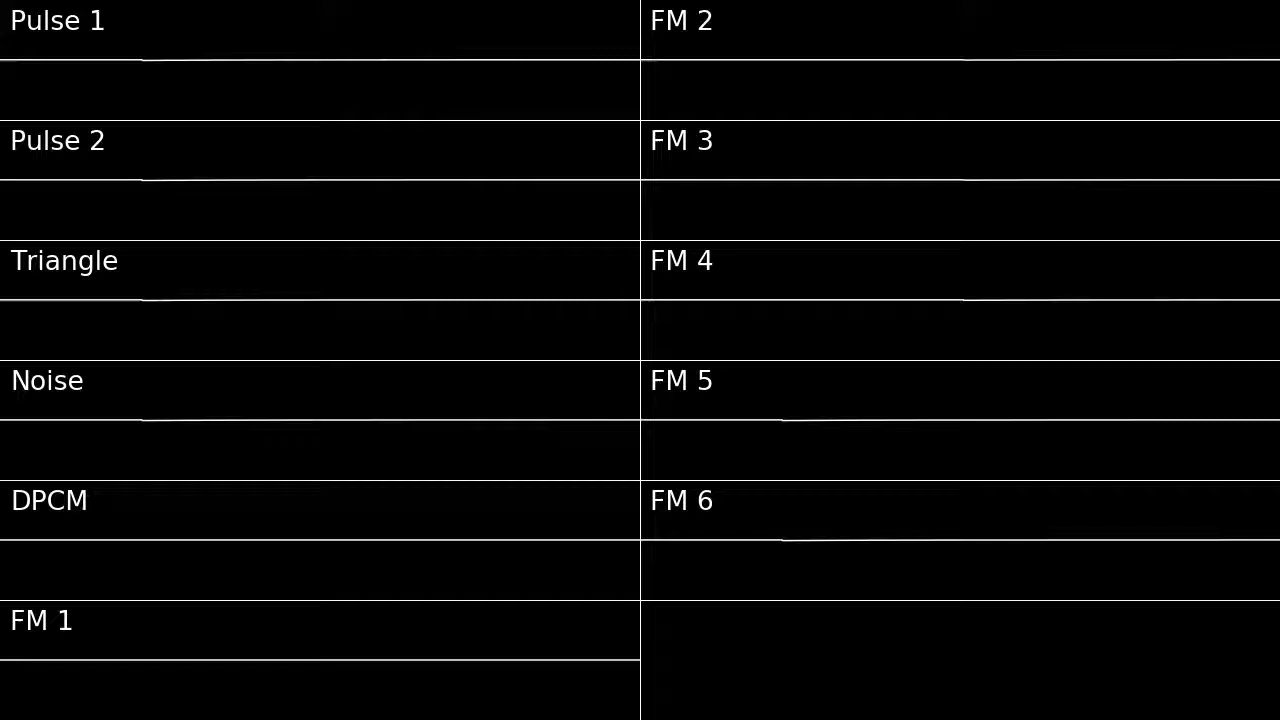 Pulse 1
Pulse 2
Triangle
Noise
DPCM
FM 1
FM 2
FM 3
FM 4
FM 5
FM 6